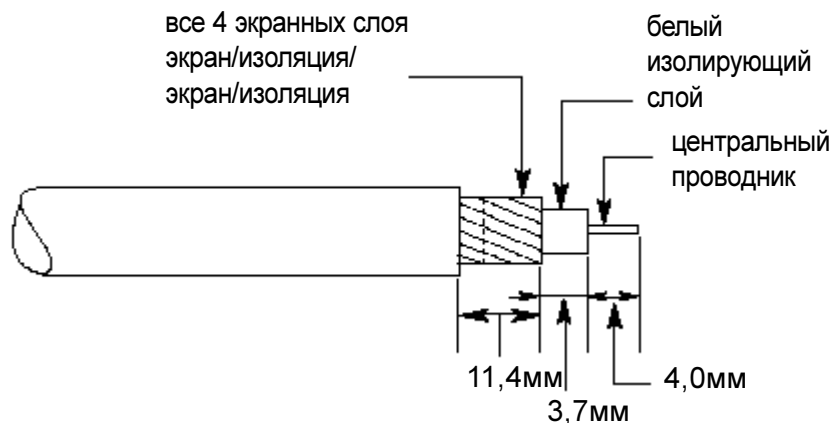 все 4 экранных слоя
экран/изоляция/
экран/изоляция
белый
изолирующий
слой
центральный
проводник
11,4мм
3,7мм
4,0мм